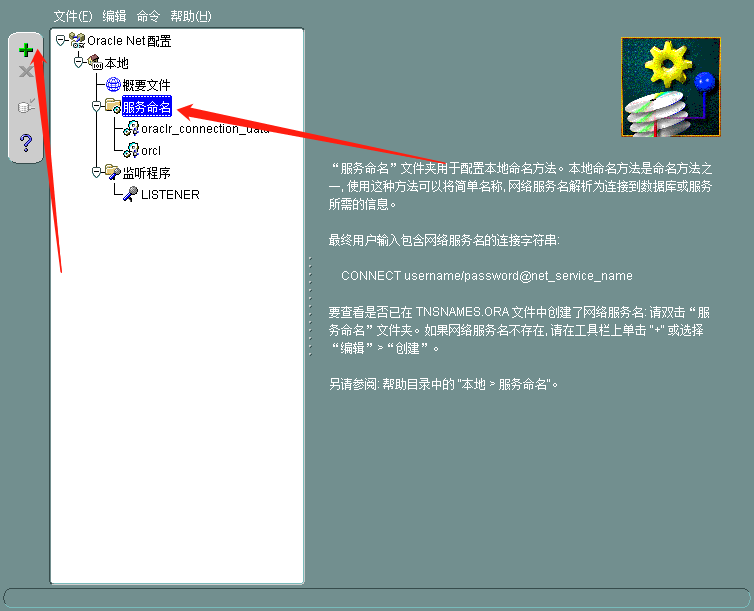 文件(F) 编辑 命令 帮助(H)
Oracle Net 配置
本地
概要文件
服务命名
oraclr_connection_data
orcl
监听程序
LISTENER
“服务命名”文件夹用于配置本地命名方法。本地命名方法是命名方法之
一, 使用这种方法可以将简单名称, 网络服务名解析为连接到数据库或服务
所需的信息。
最终用户输入包含网络服务名的连接字符串:
CONNECT username/password@net_service_name
要查看是否已在 TNSNAMES.ORA 文件中创建了网络服务名: 请双击“服
务命名”文件夹。如果网络服务名不存在, 请在工具栏上单击 "+" 或选择
“编辑”>“创建”。
另请参阅: 帮助目录中的 "本地 > 服务命名"。